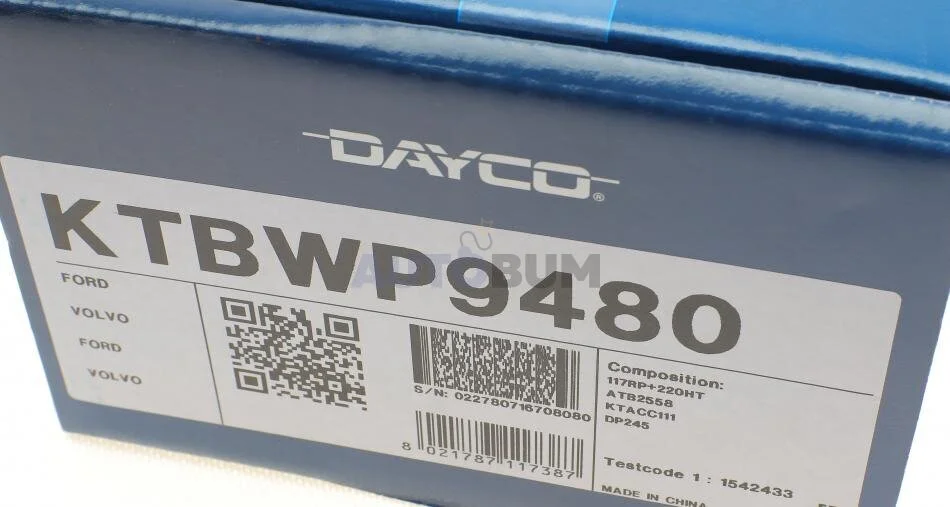 DAYCO®
KTBWP9480
AUTOBUM
FORD
VOLVO
FORD
VOLVO
S/N: 022780716708080
8 021787 117387
Composition:
117RP+220HT
ATB2558
KTACC111
DP245
Testcode 1 : 1542433
MADE IN CHINA